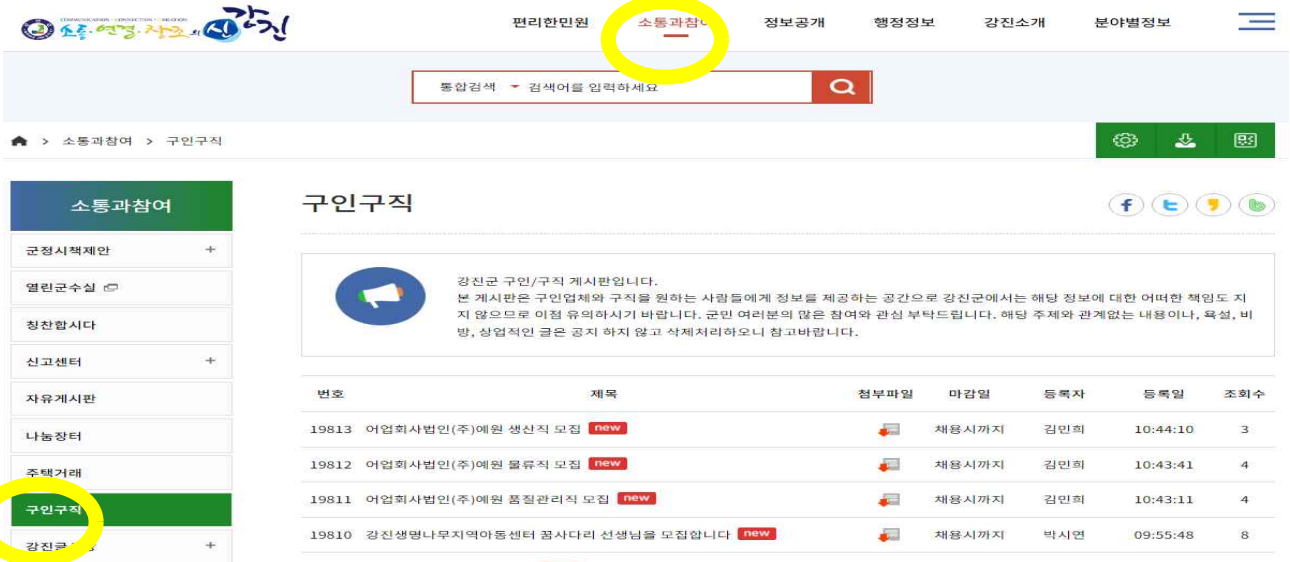 COMMUNICATION · CONNECTION · CREATION
소통·연결·창조의 신강진
편리한민원 소통과참여 정보공개 행정정보 강진소개 분야별정보
통합검색 검색어를 입력하세요
> 소통과참여 > 구인구직
소통과참여
군정시책제안 +
열린군수실
칭찬합시다
신고센터 +
자유게시판
나눔장터
주택거래
구인구직
구인구직
강진군 구인/구직 게시판입니다.
본 게시판은 구인업체와 구직을 원하는 사람들에게 정보를 제공하는 공간으로 강진군에서는 해당 정보에 대한 어떠한 책임도 지
지 않으므로 이점 유의하시기 바랍니다. 군민 여러분의 많은 참여와 관심 부탁드립니다. 해당 주제와 관계없는 내용이나, 욕설, 비
방, 상업적인 글은 공지 하지 않고 삭제처리하오니 참고바랍니다.
번호 제목 첨부파일 마감일 등록자 등록일 조회수
19813 어업회사법인(주)예원 생산직 모집 new 채용시까지 김민희 10:44:10 3
19812 어업회사법인(주)예원 물류직 모집 new 채용시까지 김민희 10:43:41 4
19811 어업회사법인(주)예원 품질관리직 모집 new 채용시까지 김민희 10:43:11 4
19810 강진생명나무지역아동센터 꿈사다리 선생님을 모집합니다 new 채용시까지 박시연 09:55:48 8